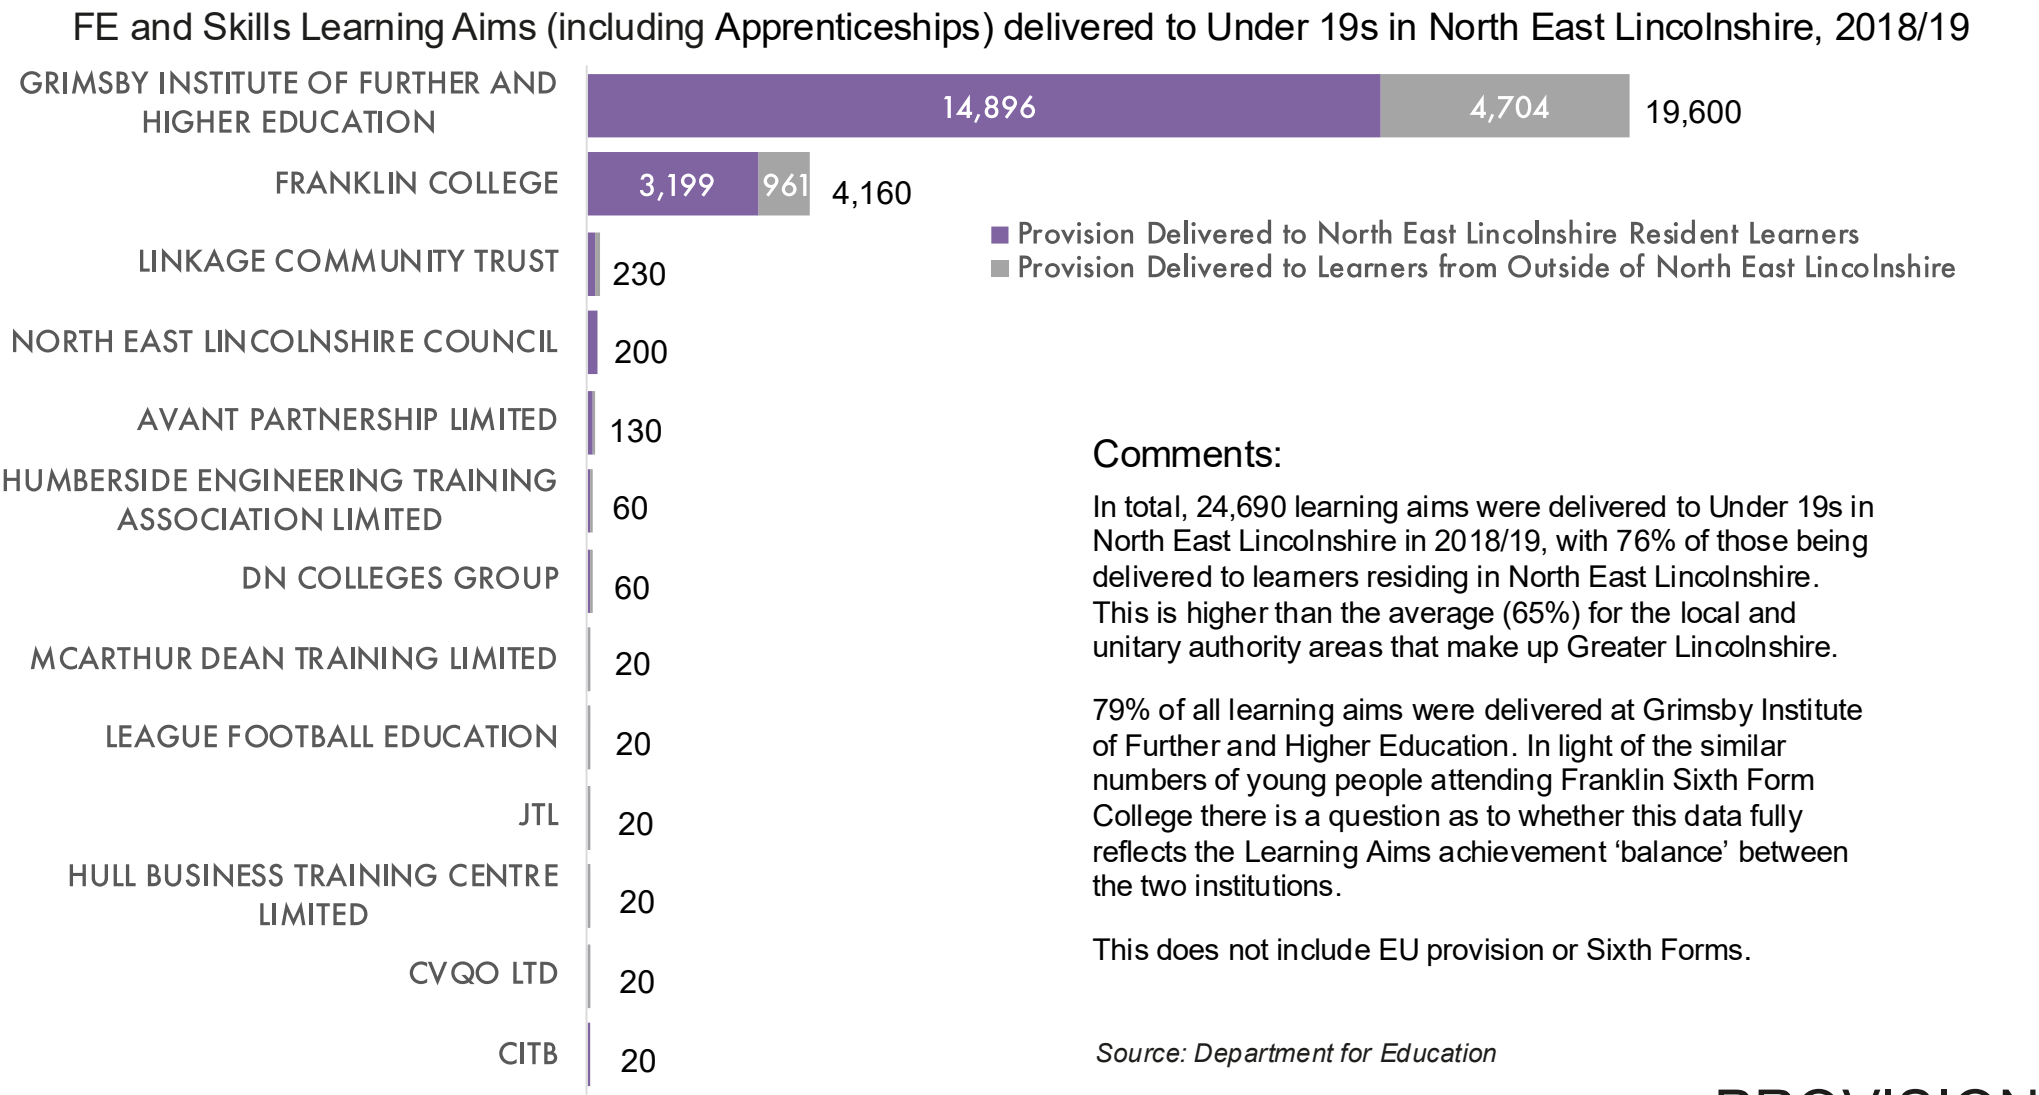 FE and Skills Learning Aims (including Apprenticeships) delivered to Under 19s in North East Lincolnshire, 2018/19
GRIMSBY INSTITUTE OF FURTHER AND
HIGHER EDUCATION
14,896
4,704
19,600
FRANKLIN COLLEGE
3,199
961
4,160
Provision Delivered to North East Lincolnshire Resident Learners
Provision Delivered to Learners from Outside of North East Lincolnshire
LINKAGE COMMUNITY TRUST
230
NORTH EAST LINCOLNSHIRE COUNCIL
200
AVANT PARTNERSHIP LIMITED
130
HUMBERSIDE ENGINEERING TRAINING
ASSOCIATION LIMITED
60
DN COLLEGES GROUP
60
MCARTHUR DEAN TRAINING LIMITED
20
LEAGUE FOOTBALL EDUCATION
20
JTL
20
HULL BUSINESS TRAINING CENTRE
LIMITED
20
CVQO LTD
20
CITB
20
Comments:
In total, 24,690 learning aims were delivered to Under 19s in
North East Lincolnshire in 2018/19, with 76% of those being
delivered to learners residing in North East Lincolnshire.
This is higher than the average (65%) for the local and
unitary authority areas that make up Greater Lincolnshire.
79% of all learning aims were delivered at Grimsby Institute
of Further and Higher Education. In light of the similar
numbers of young people attending Franklin Sixth Form
College there is a question as to whether this data fully
reflects the Learning Aims achievement ‘balance’ between
the two institutions.
This does not include EU provision or Sixth Forms.
Source: Department for Education
PROVISION